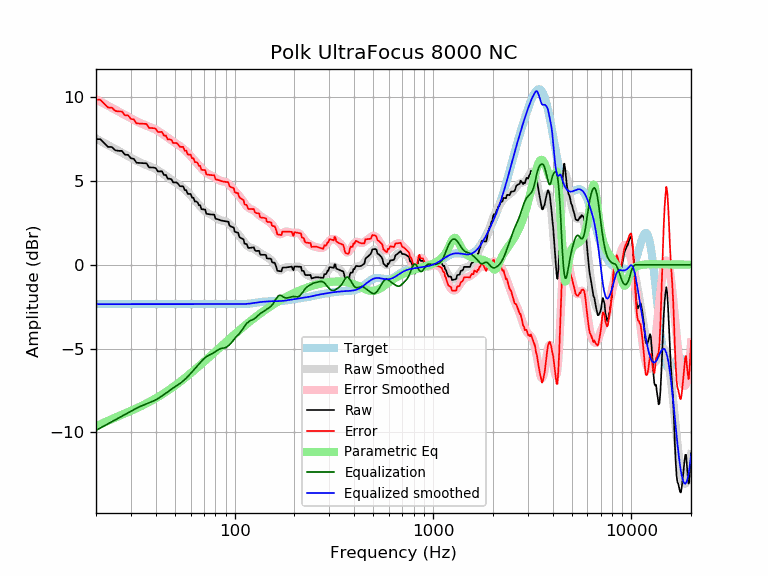 Polk UltraFocus 8000 NC
Amplitude (dBr)
10
5
0
−5
−10
Target
Raw Smoothed
Error Smoothed
Raw
Error
Parametric Eq
Equalization
Equalized smoothed
100
1000
10000
Frequency (Hz)